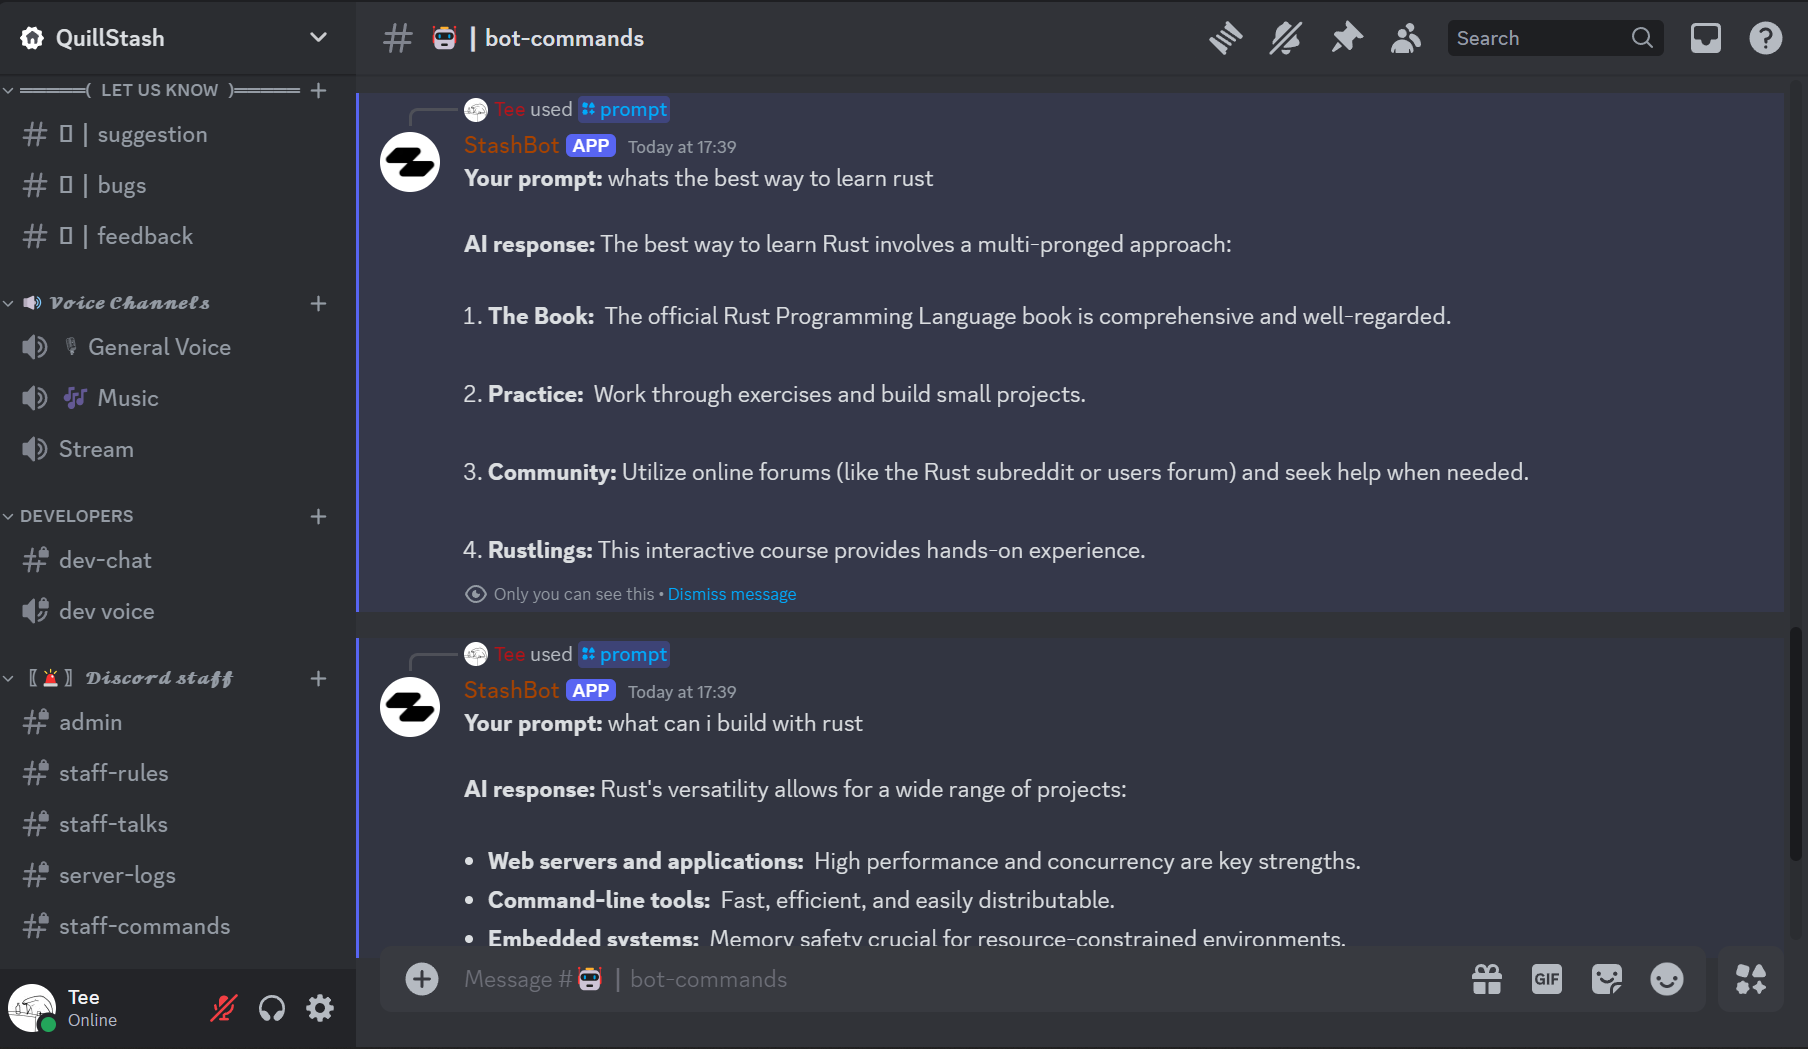 QuillStash
═════( LET US KNOW )═════
| suggestion
| bugs
| feedback
🔊 𝓥𝓸𝓲𝓬𝓮 𝓒𝓱𝓪𝓷𝓷𝓮𝓵𝓼
🎙 General Voice
🎶 Music
Stream
DEVELOPERS
dev-chat
dev voice
〖🚨〗 𝓓𝓲𝓼𝓬𝓸𝓻𝓭 𝓼𝓽𝓪𝓯𝓯
admin
staff-rules
staff-talks
server-logs
staff-commands
Tee
Online
# 🤖 | bot-commands
Search
Tee used prompt
StashBot APP Today at 17:39
Your prompt: whats the best way to learn rust
AI response: The best way to learn Rust involves a multi-pronged approach:
1. The Book: The official Rust Programming Language book is comprehensive and well-regarded.
2. Practice: Work through exercises and build small projects.
3. Community: Utilize online forums (like the Rust subreddit or users forum) and seek help when needed.
4. Rustlings: This interactive course provides hands-on experience.
Only you can see this • Dismiss message
Tee used prompt
StashBot APP Today at 17:39
Your prompt: what can i build with rust
AI response: Rust's versatility allows for a wide range of projects:
• Web servers and applications: High performance and concurrency are key strengths.
• Command-line tools: Fast, efficient, and easily distributable.
• Embedded systems: Memory safety crucial for resource-constrained environments.
Message #🤖 | bot-commands
GIF